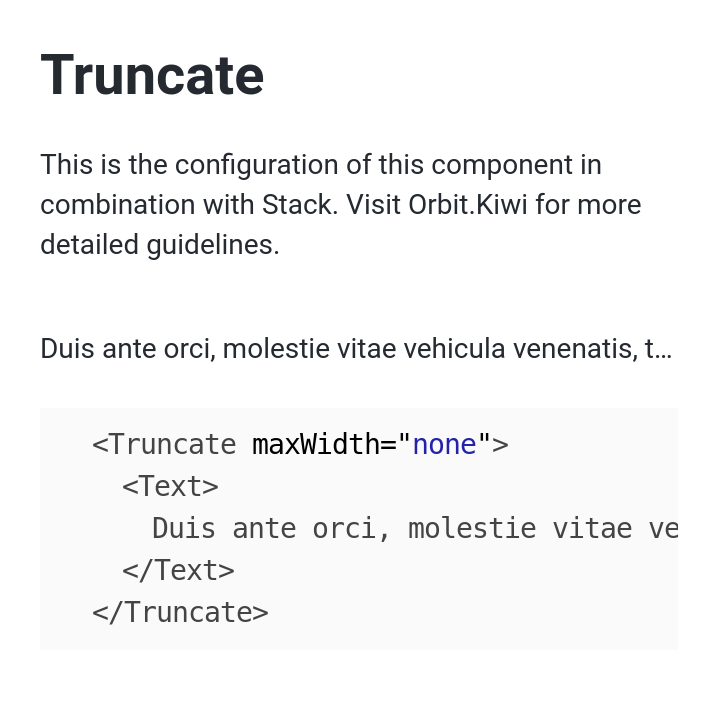 Truncate
This is the configuration of this component in
combination with Stack. Visit Orbit.Kiwi for more
detailed guidelines.
Duis ante orci, molestie vitae vehicula venenatis, t…
<Truncate maxWidth="none">
<Text>
Duis ante orci, molestie vitae ve
</Text>
</Truncate>